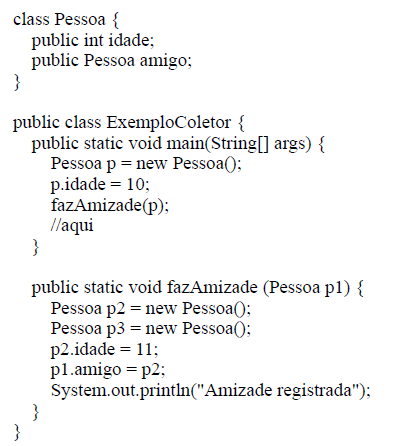 class Pessoa {
public int idade;
public Pessoa amigo;
}
public class ExemploColetor {
public static void main(String[] args) {
Pessoa p = new Pessoa();
p.idade = 10;
fazAmizade(p);
//aqui
}
public static void fazAmizade (Pessoa p1) {
Pessoa p2 = new Pessoa();
Pessoa p3 = new Pessoa();
p2.idade = 11;
p1.amigo = p2;
System.out.println("Amizade registrada");
}
}